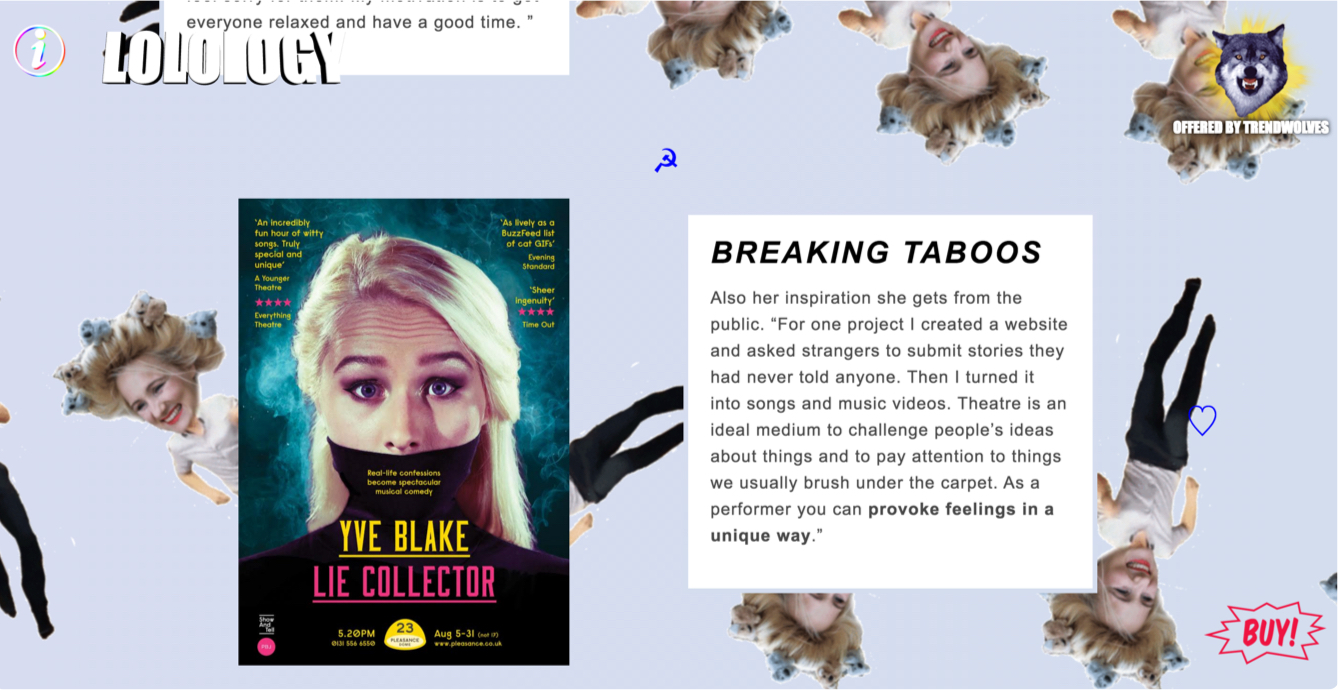 everyone relaxed and have a good time. ”
LOLOLOGY
OFFERED BY TRENDWOLVES
‘An incredibly
fun hour of witty
songs. Truly
special and
unique’
A Younger
Theatre
★★★★
Everything
Theatre
‘As lively as a
BuzzFeed list
of cat GIFs’
Evening
Standard
‘Sheer
Ingenuity’
★★★★
Time Out
Real-life confessions
become spectacular
musical comedy
YVE BLAKE
LIE COLLECTOR
Show
And
Tell
PBJ
5.20PM
0131 556 6550
23
PLEASANCE
Aug 5-31 (not 17)
www.pleasance.co.uk
BREAKING TABOOS
Also her inspiration she gets from the
public. “For one project I created a website
and asked strangers to submit stories they
had never told anyone. Then I turned it
into songs and music videos. Theatre is an
ideal medium to challenge people’s ideas
about things and to pay attention to things
we usually brush under the carpet. As a
performer you can provoke feelings in a
unique way.”
BUY!